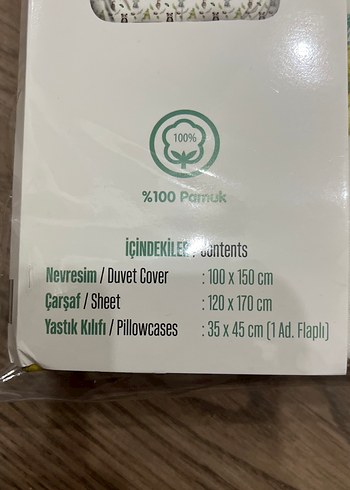 100%
%100 Pamuk
İÇİNDEKİLER / Contents
Nevresim / Duvet Cover : 100 x 150 cm
Çarşaf / Sheet : 120 x 170 cm
Yastık Kılıfı / Pillowcases : 35 x 45 cm (1 Ad. Flaplı)